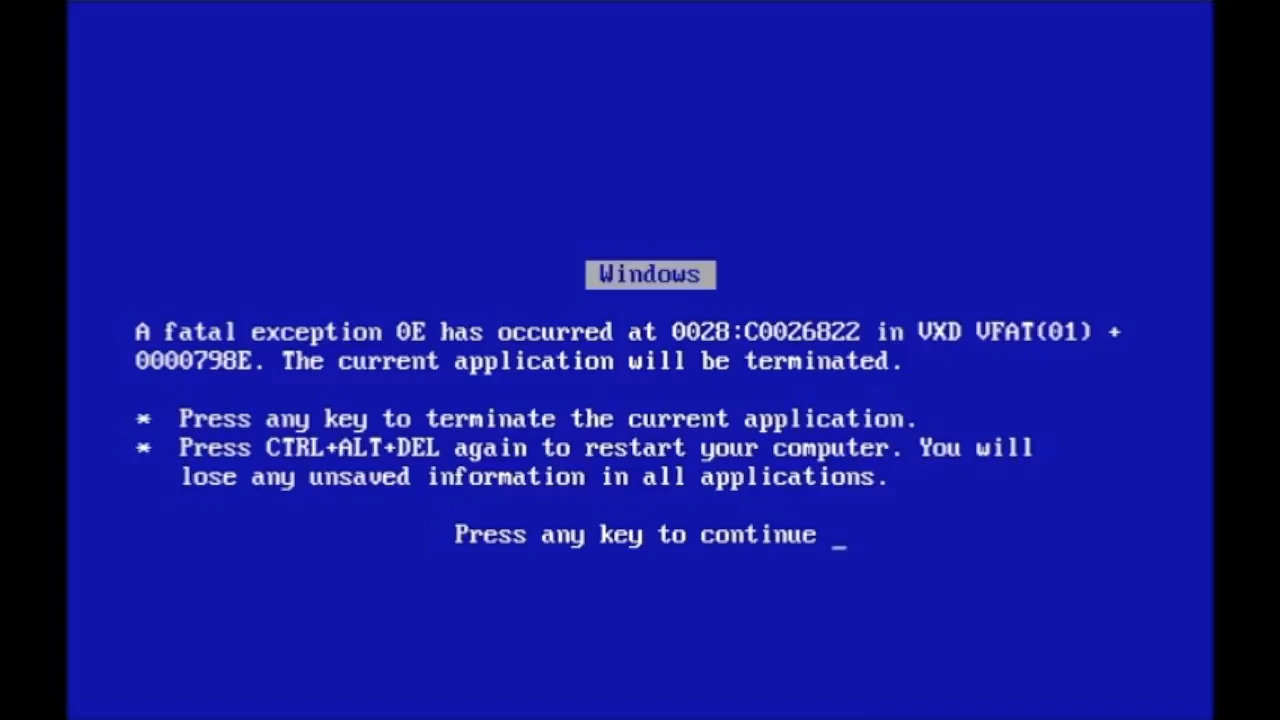 Windows
A fatal exception 0E has occurred at 0028:C0026822 in VXD VFAT(01) +
0000798E. The current application will be terminated.
* Press any key to terminate the current application.
* Press CTRL+ALT+DEL again to restart your computer. You will
lose any unsaved information in all applications.
Press any key to continue _